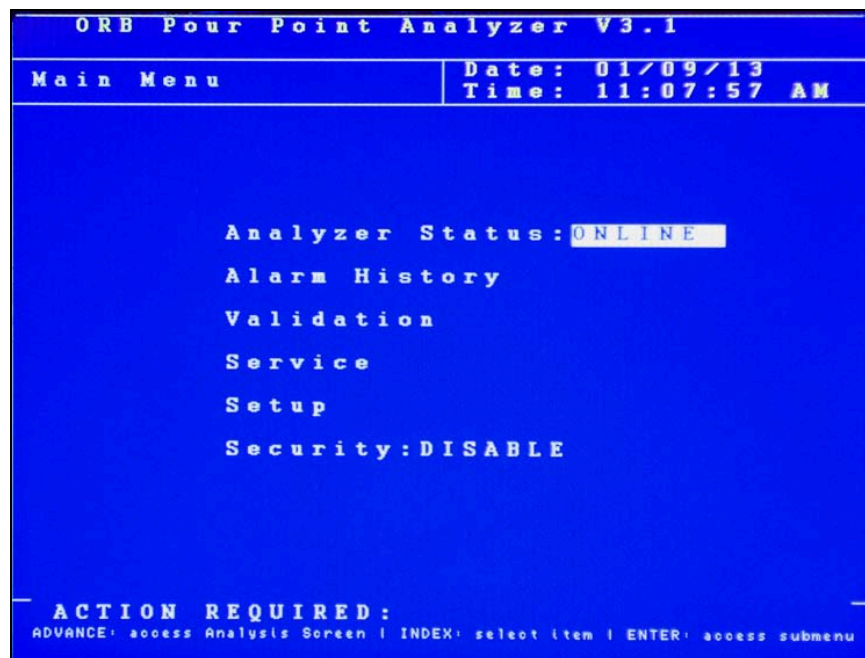 ORB Pour Point Analyzer V3.1
Main Menu
Date: 01/09/13
Time: 11:07:57 AM
Analyzer Status:ONLINE
Alarm History
Validation
Service
Setup
Security:DISABLE
ACTION REQUIRED:
ADVANCE: access Analysis Screen | INDEX: select item | ENTER: access submenu